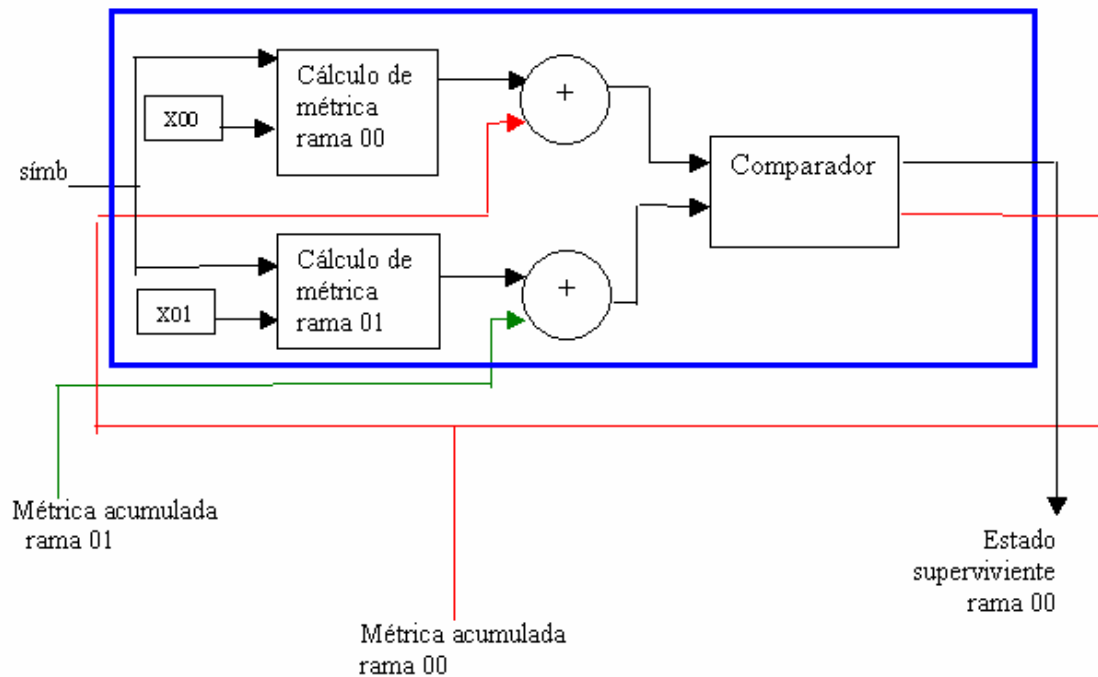 Cálculo de
métrica
rama 00
+
X00
Comparador
símb
Cálculo de
métrica
rama 01
+
X01
Métrica acumulada
rama 01
Estado
superviviente
rama 00
Métrica acumulada
rama 00